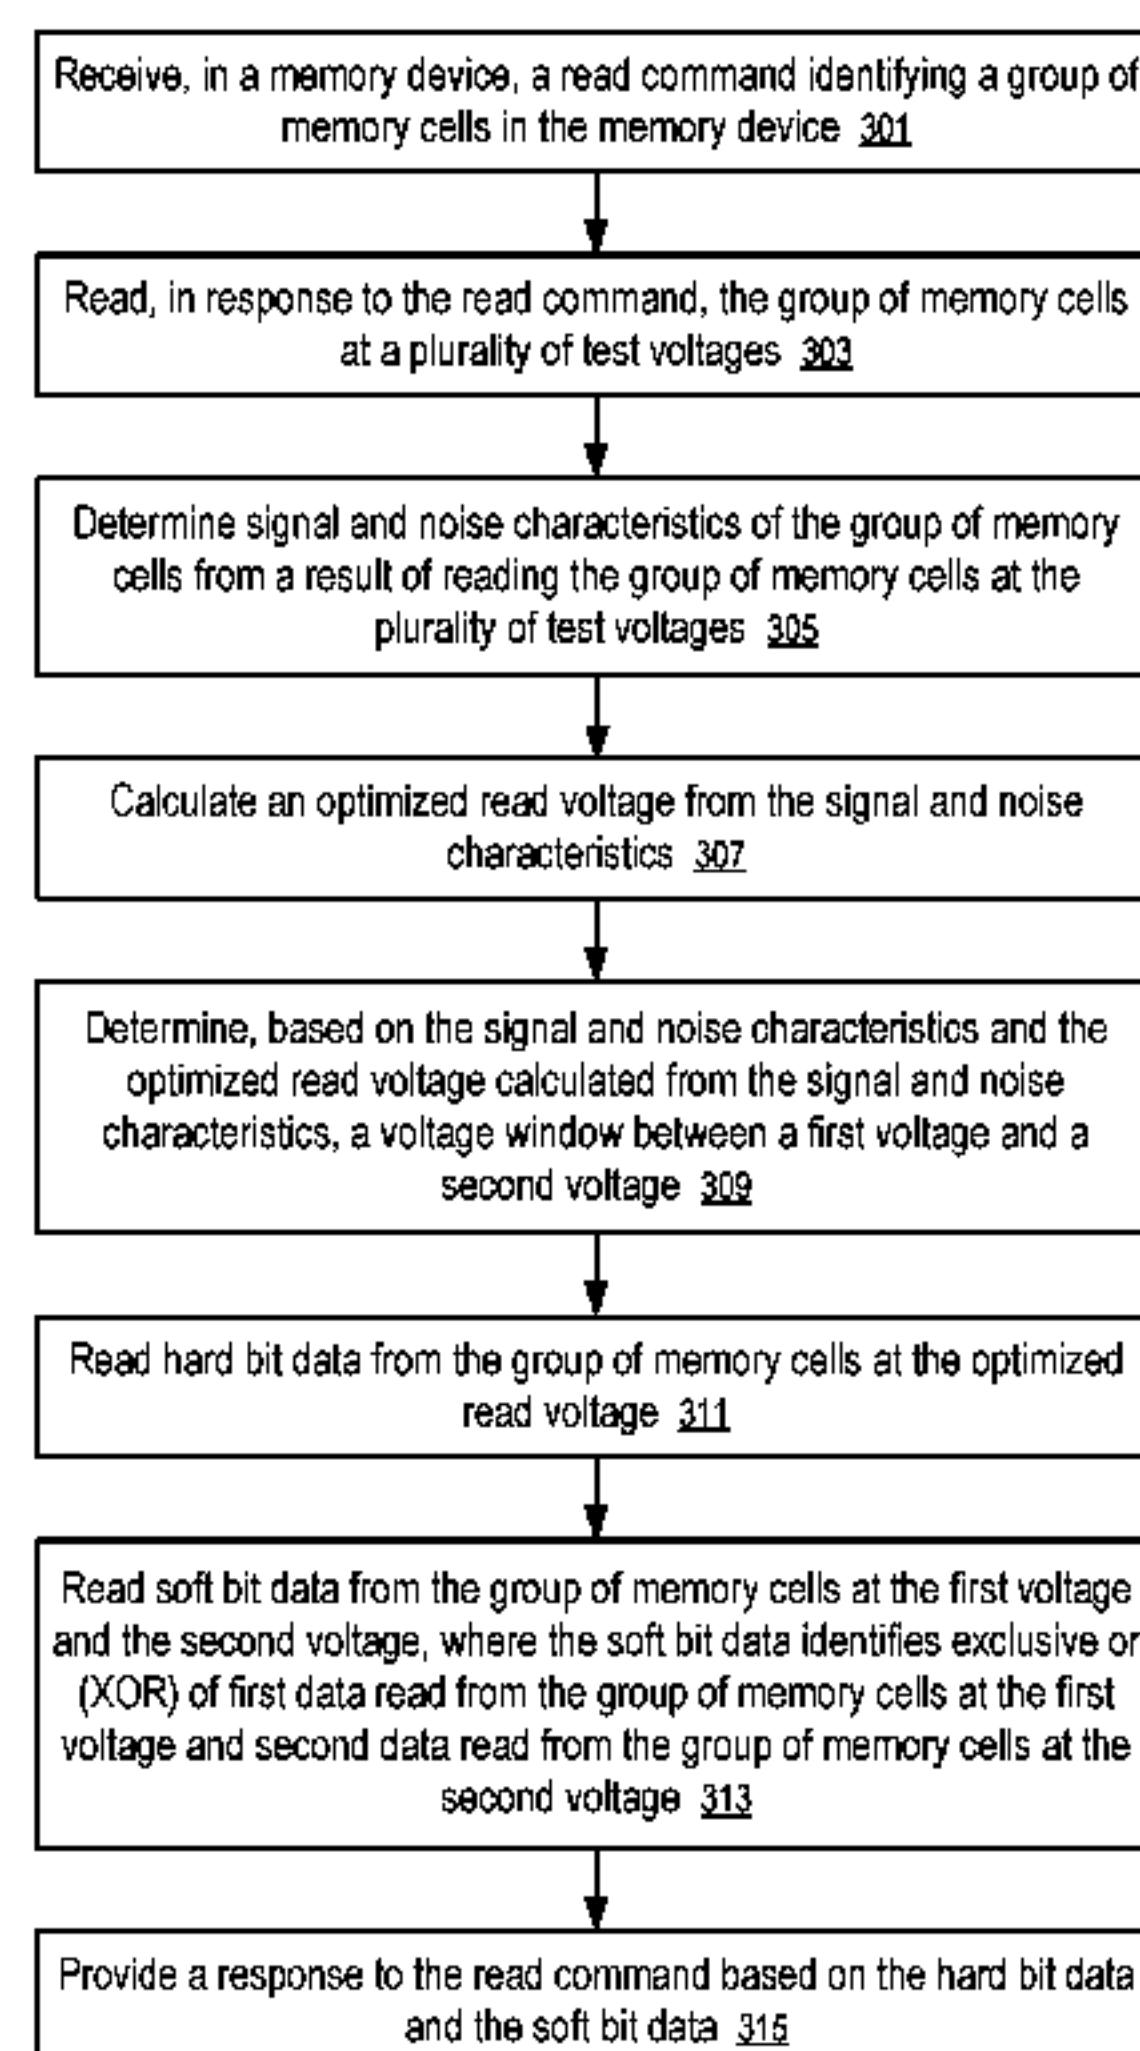 Receive, in a memory device, a read command identifying a group of
memory cells in the memory device 301
Read, in response to the read command, the group of memory cells
at a plurality of test voltages 303
Determine signal and noise characteristics of the group of memory
cells from a result of reading the group of memory cells at the
plurality of test voltages 305
Calculate an optimized read voltage from the signal and noise
characteristics 307
Determine, based on the signal and noise characteristics and the
optimized read voltage calculated from the signal and noise
characteristics, a voltage window between a first voltage and a
second voltage 309
Read hard bit data from the group of memory cells at the optimized
read voltage 311
Read soft bit data from the group of memory cells at the first voltage
and the second voltage, where the soft bit data identifies exclusive or
(XOR) of first data read from the group of memory cells at the first
voltage and second data read from the group of memory cells at the
second voltage 313
Provide a response to the read command based on the hard bit data
and the soft bit data 315